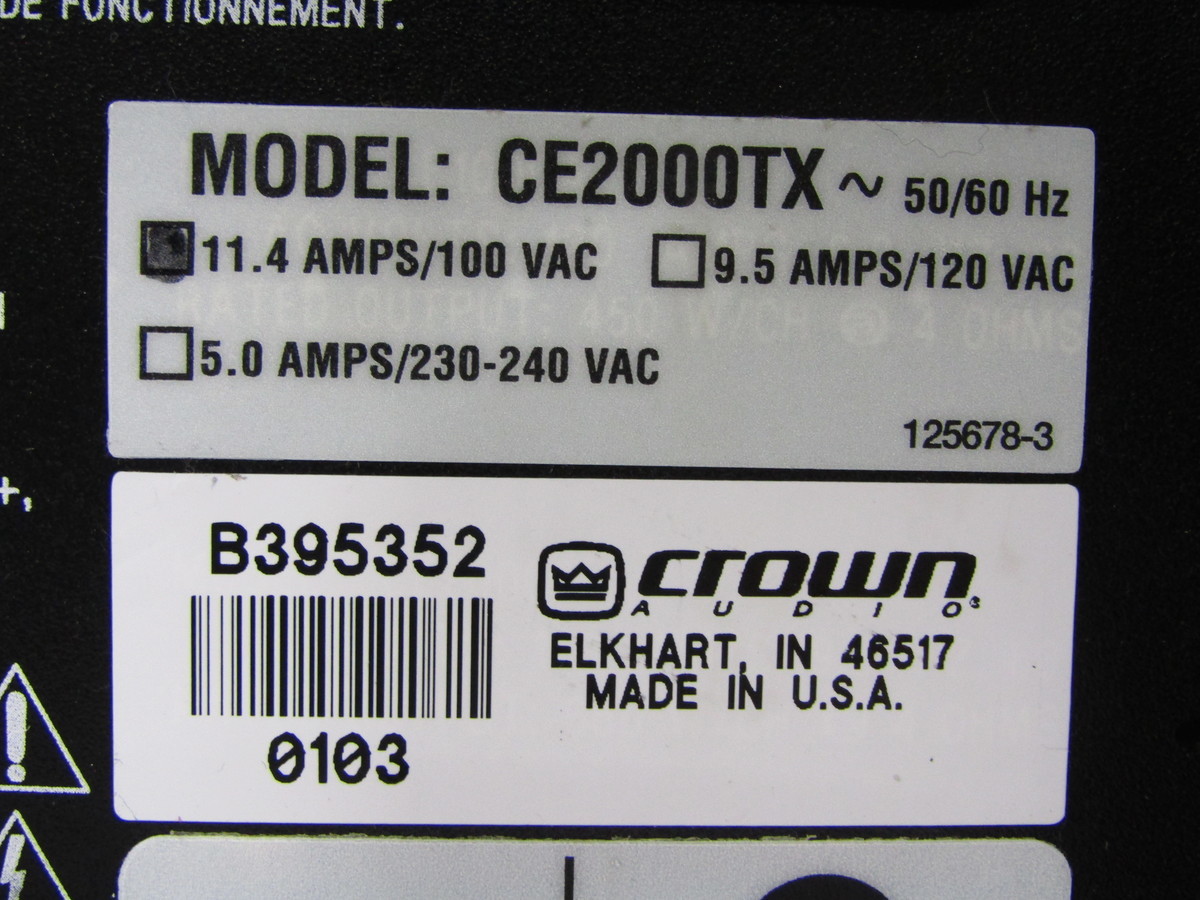 DE FONCTIONNEMENT.
MODEL: CE2000TX ~ 50/60 Hz
11.4 AMPS/100 VAC 9.5 AMPS/120 VAC
RATED OUTPUT: 450 W/CH @ 4 OHMS
5.0 AMPS/230-240 VAC
125678-3
+,
B395352
crown
AUDIO®
ELKHART, IN 46517
MADE IN U.S.A.
0103